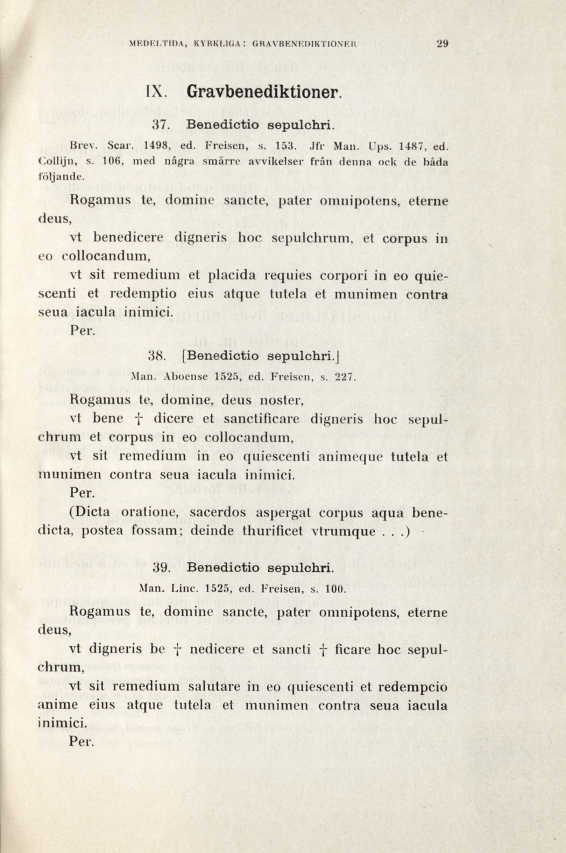 MEDELTIDA, KYRKLIGA: GRAVBENEDIKTIONER 29
IX. Gravbenediktioner.
37. Benedictio sepulchri.
Brev. Scar. 1498, ed. Freisen, s. 153. Jfr Man. Ups. 1487, ed.
Collijn, s. 106, med några smärre avvikelser från denna ock de båda
följande.
Rogamus te, domine sancte, pater omnipotens, eterne
deus,
vt benedicere digneris hoc sepulchrum, et corpus in
eo collocandum,
vt sit remedium et placida requies corpori in eo quie-
scenti et redemptio eius atque tutela et munimen contra
seua iacula inimici.
Per.
38. [Benedictio sepulchri.]
Man. Aboense 1525, ed. Freisen, s. 227.
Rogamus te, domine, deus noster,
vt bene † dicere et sanctificare digneris hoc sepul-
chrum et corpus in eo collocandum,
vt sit remedium in eo quiescenti animeque tutela et
munimen contra seua iacula inimici.
Per.
(Dicta oratione, sacerdos aspergat corpus aqua bene-
dicta, postea fossam; deinde thurificet vtrumque . . .)
39. Benedictio sepulchri.
Man. Linc. 1525, ed. Freisen, s. 100.
Rogamus te, domine sancte, pater omnipotens, eterne
deus,
vt digneris be † nedicere et sancti † ficare hoc sepul-
chrum,
vt sit remedium salutare in eo quiescenti et redempcio
anime eius atque tutela et munimen contra seua iacula
inimici.
Per.